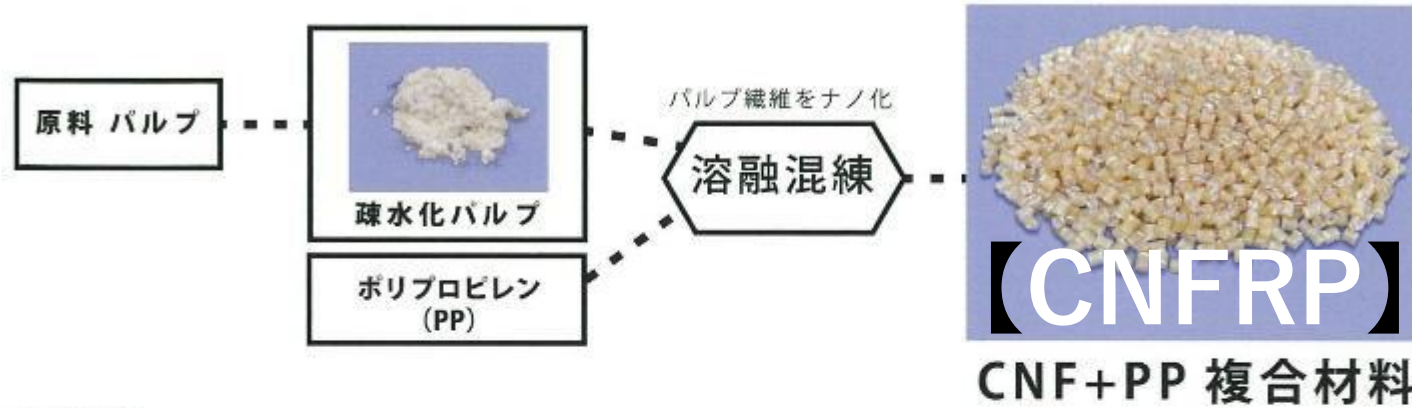 原料 パルプ
疎水化パルプ
ポリプロピレン
(PP)
パルプ繊維をナノ化
溶融混練
【CNFRP】
CNF+PP 複合材料